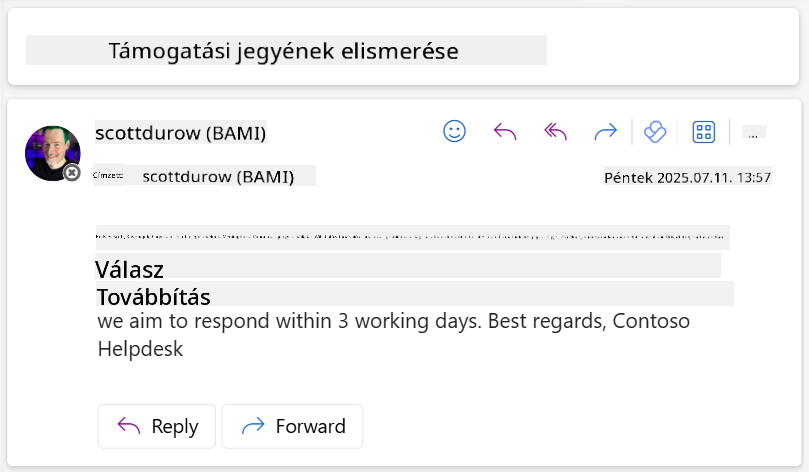 Támogatási jegyének elismerése
scottdurow (BAMI)
Címzett: scottdurow (BAMI)
Péntek 2025.07.11. 13:57
Válasz
Továbbítás
we aim to respond within 3 working days. Best regards, Contoso
Helpdesk
Reply
Forward